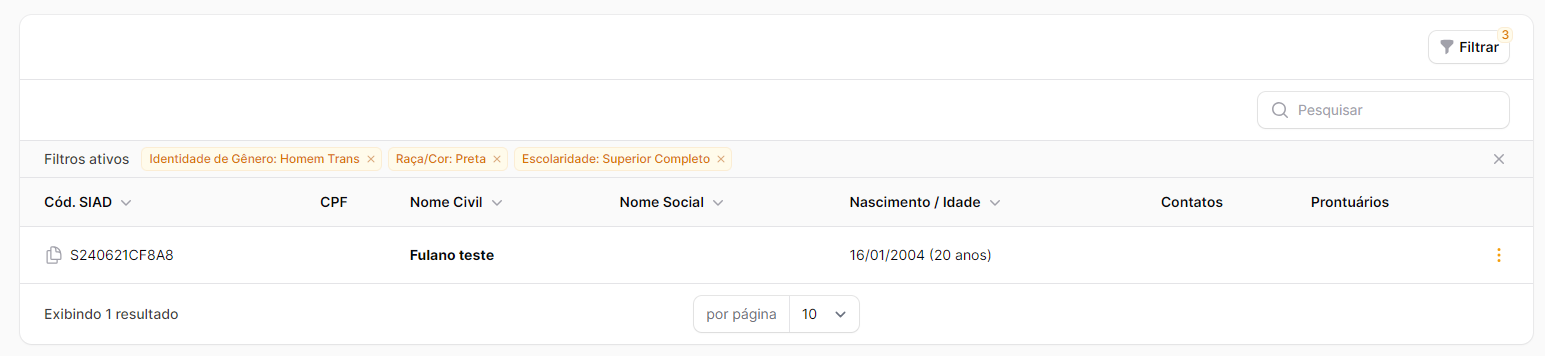 3
Filtrar
Pesquisar
Filtros ativos Identidade de Gênero: Homem Trans × Raça/Cor: Preta × Escolaridade: Superior Completo ×
Cód. SIAD CPF Nome Civil Nome Social Nascimento / Idade Contatos Prontuários
S240621CF8A8 Fulano teste 16/01/2004 (20 anos)
Exibindo 1 resultado por página 10